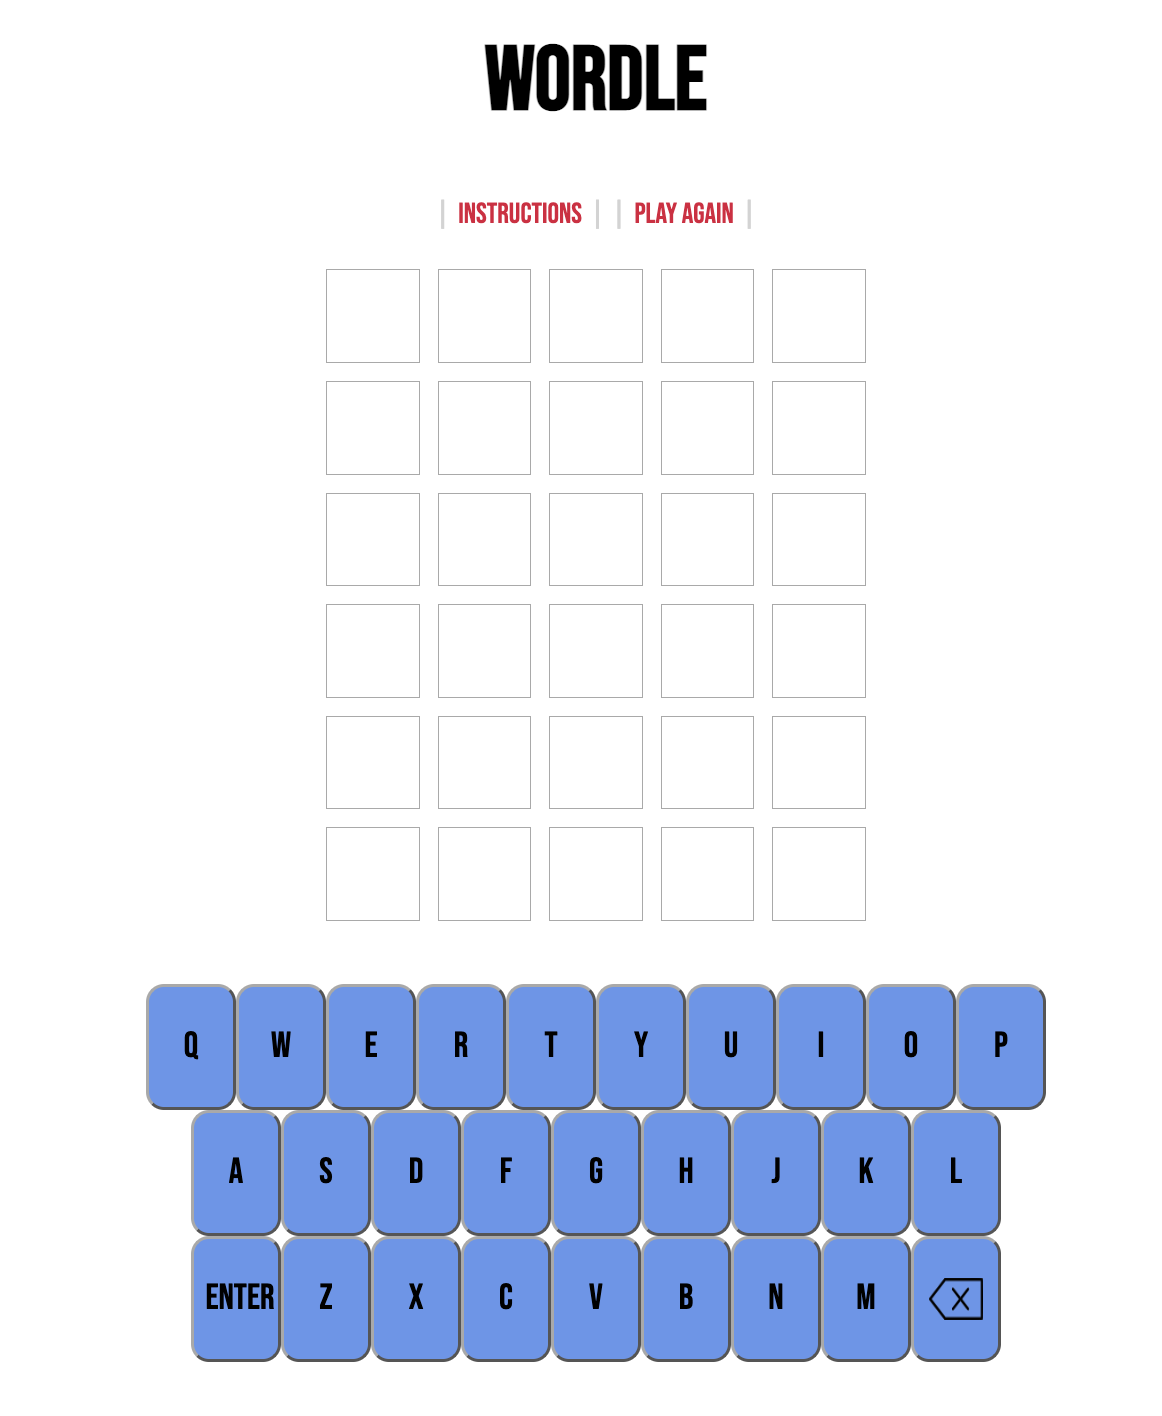 WORDLE
| INSTRUCTIONS | | PLAY AGAIN |
Q W E R T Y U I O P
A S D F G H J K L
ENTER Z X C V B N M